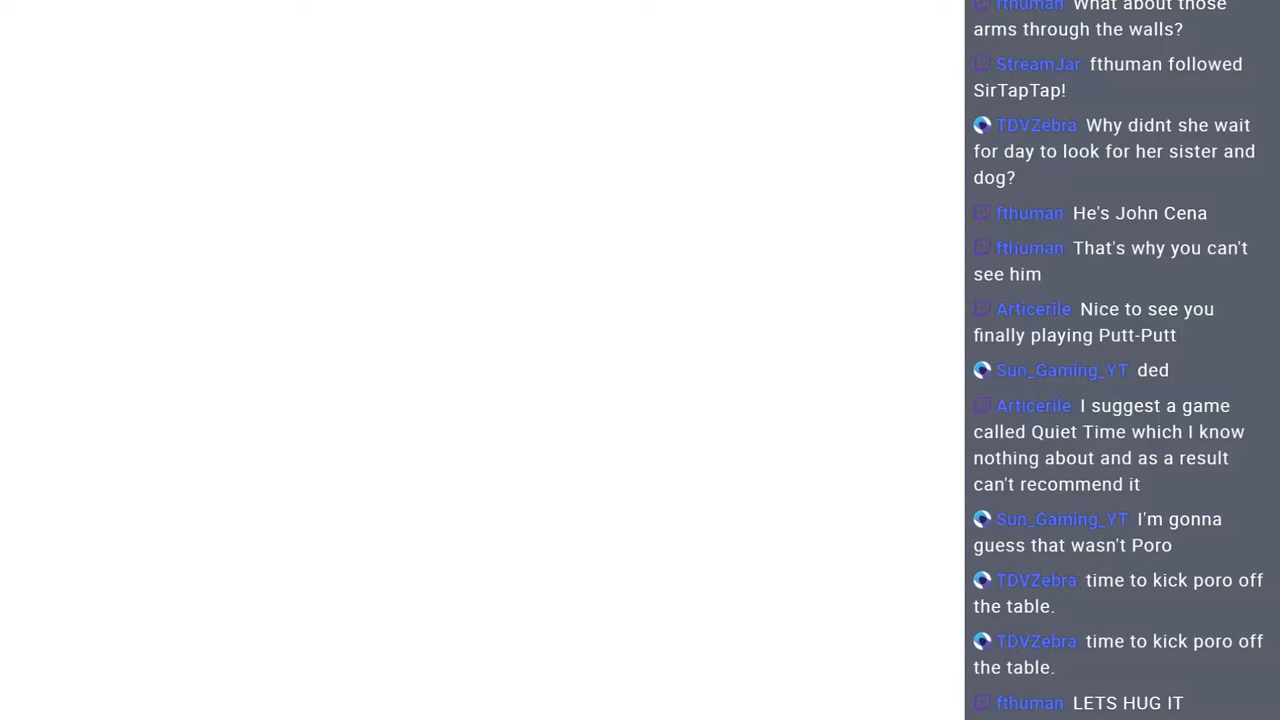 fthuman What about those
arms through the walls?
StreamJar fthuman followed
SirTapTap!
TDVZebra Why didnt she wait
for day to look for her sister and
dog?
fthuman He's John Cena
fthuman That's why you can't
see him
Articerile Nice to see you
finally playing Putt-Putt
Sun_Gaming_YT ded
Articerile I suggest a game
called Quiet Time which I know
nothing about and as a result
can't recommend it
Sun_Gaming_YT I'm gonna
guess that wasn't Poro
TDVZebra time to kick poro off
the table.
TDVZebra time to kick poro off
the table.
fthuman LETS HUG IT